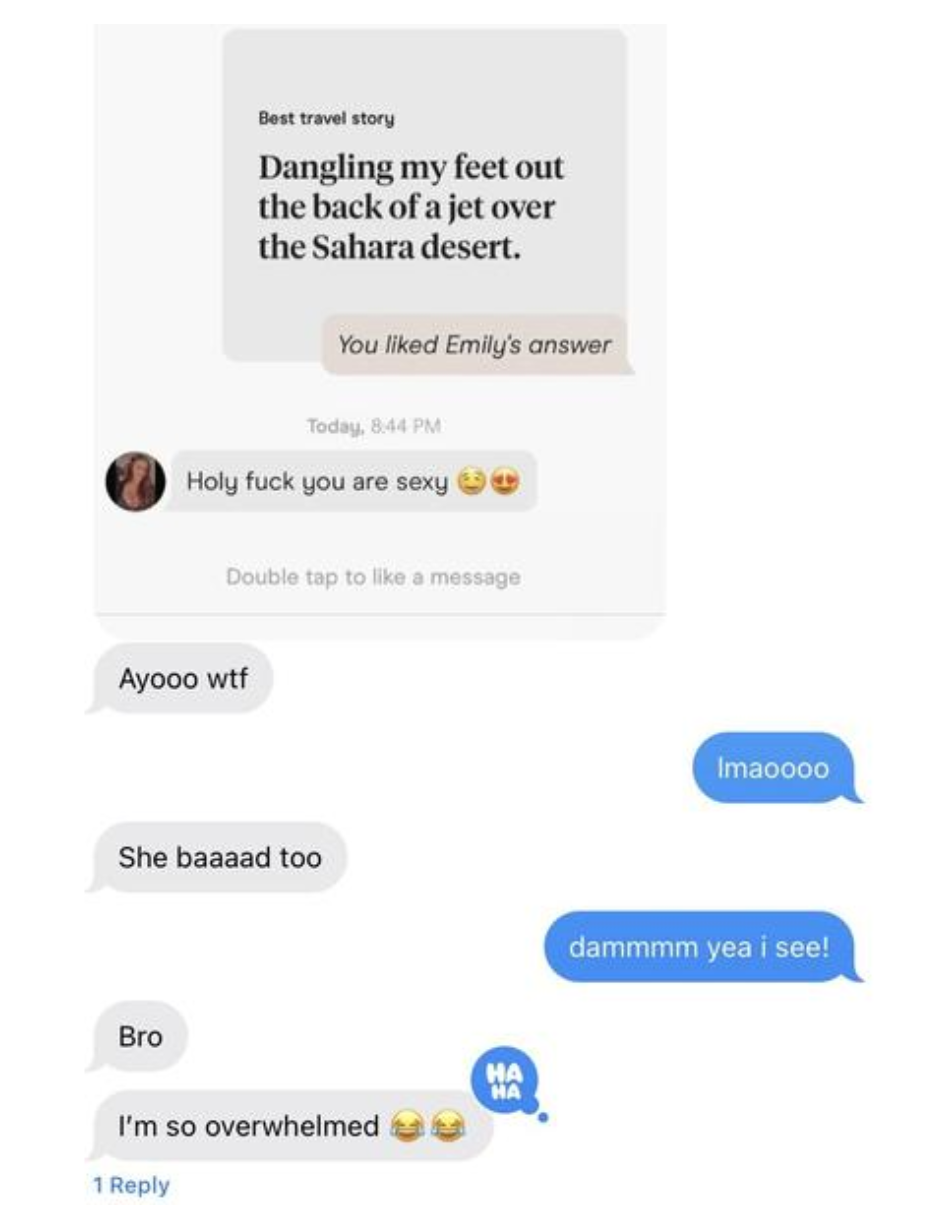 Best travel story
Dangling my feet out
the back of a jet over
the Sahara desert.
You liked Emily's answer
Today, 8:44 PM
Holy fuck you are sexy 🤤😍
Double tap to like a message
Ayooo wtf
lmaoooo
She baaaad too
dammmm yea i see!
Bro
HA
HA
I'm so overwhelmed 😂😂
1 Reply